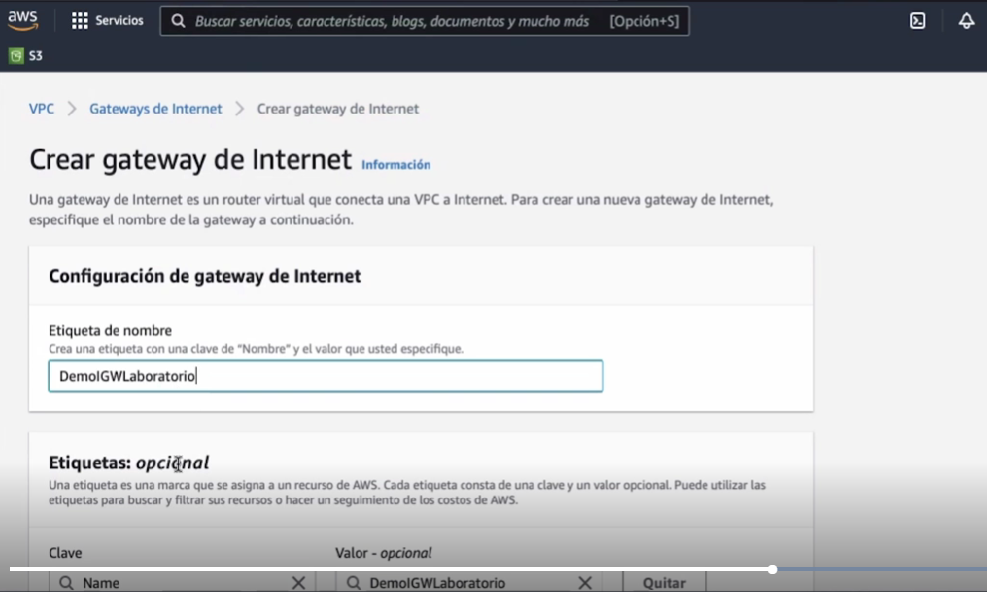 aws
Servicios
Buscar servicios, características, blogs, documentos y mucho más [Opción+S]
S3
VPC > Gateways de Internet > Crear gateway de Internet
Crear gateway de Internet Información
Una gateway de Internet es un router virtual que conecta una VPC a Internet. Para crear una nueva gateway de Internet,
especifique el nombre de la gateway a continuación.
Configuración de gateway de Internet
Etiqueta de nombre
Crea una etiqueta con una clave de "Nombre" y el valor que usted especifique.
DemoIGWLaboratorio
Etiquetas: opcional
Una etiqueta es una marca que se asigna a un recurso de AWS. Cada etiqueta consta de una clave y un valor opcional. Puede utilizar las
etiquetas para buscar y filtrar sus recursos o hacer un seguimiento de los costos de AWS.
Clave Valor - opcional
Name DemoIGWLaboratorio Quitar